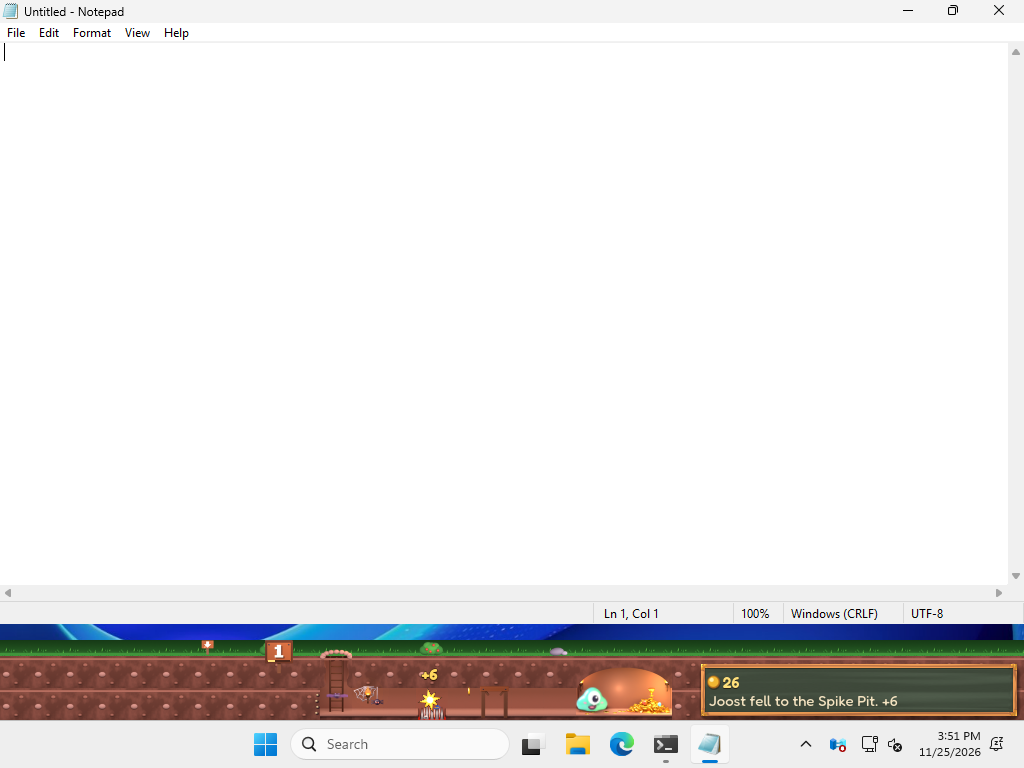 Untitled - Notepad
File Edit Format View Help
Ln 1, Col 1 100% Windows (CRLF) UTF-8
1
+6
26
Joost fell to the Spike Pit. +6
Search
3:51 PM
11/25/2026